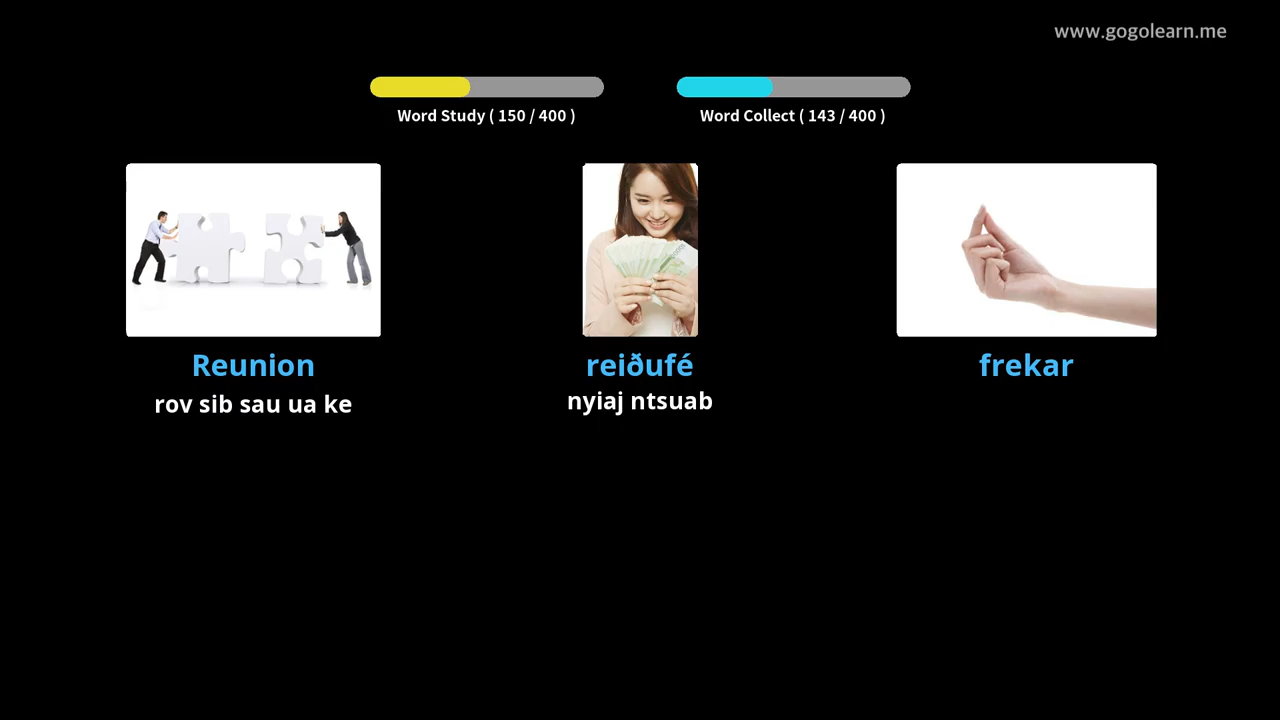 www.gogolearn.me
Word Study ( 150 / 400 )
Word Collect ( 143 / 400 )
Reunion
reiðufé
frekar
rov sib sau ua ke
nyiaj ntsuab